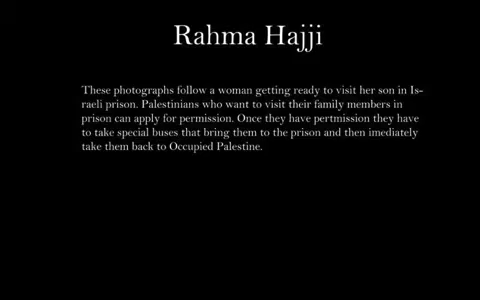 Rahma Hajji
These photographs follow a woman getting ready to visit her son in Is-
raeli prison. Palestinians who want to visit their family members in
prison can apply for permission. Once they have pertmission they have
to take special buses that bring them to the prison and then imediately
take them back to Occupied Palestine.